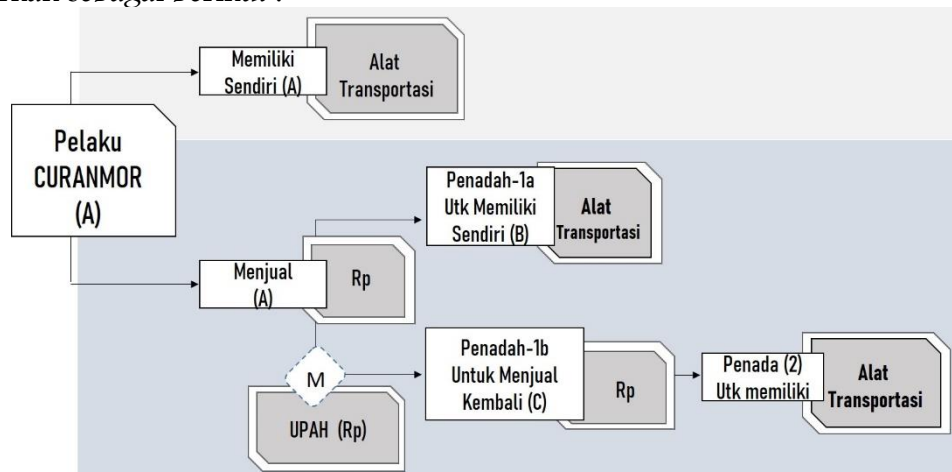 Memiliki
Sendiri (A)
Alat
Transportasi
Pelaku
CURANMOR
(A)
Penadah-1a
Utk Memiliki
Sendiri (B)
Alat
Transportasi
Menjual
(A)
Rp
M
UPAH (Rp)
Penadah-1b
Untuk Menjual
Kembali (C)
Rp
Penada (2)
Utk memiliki
Alat
Transportasi